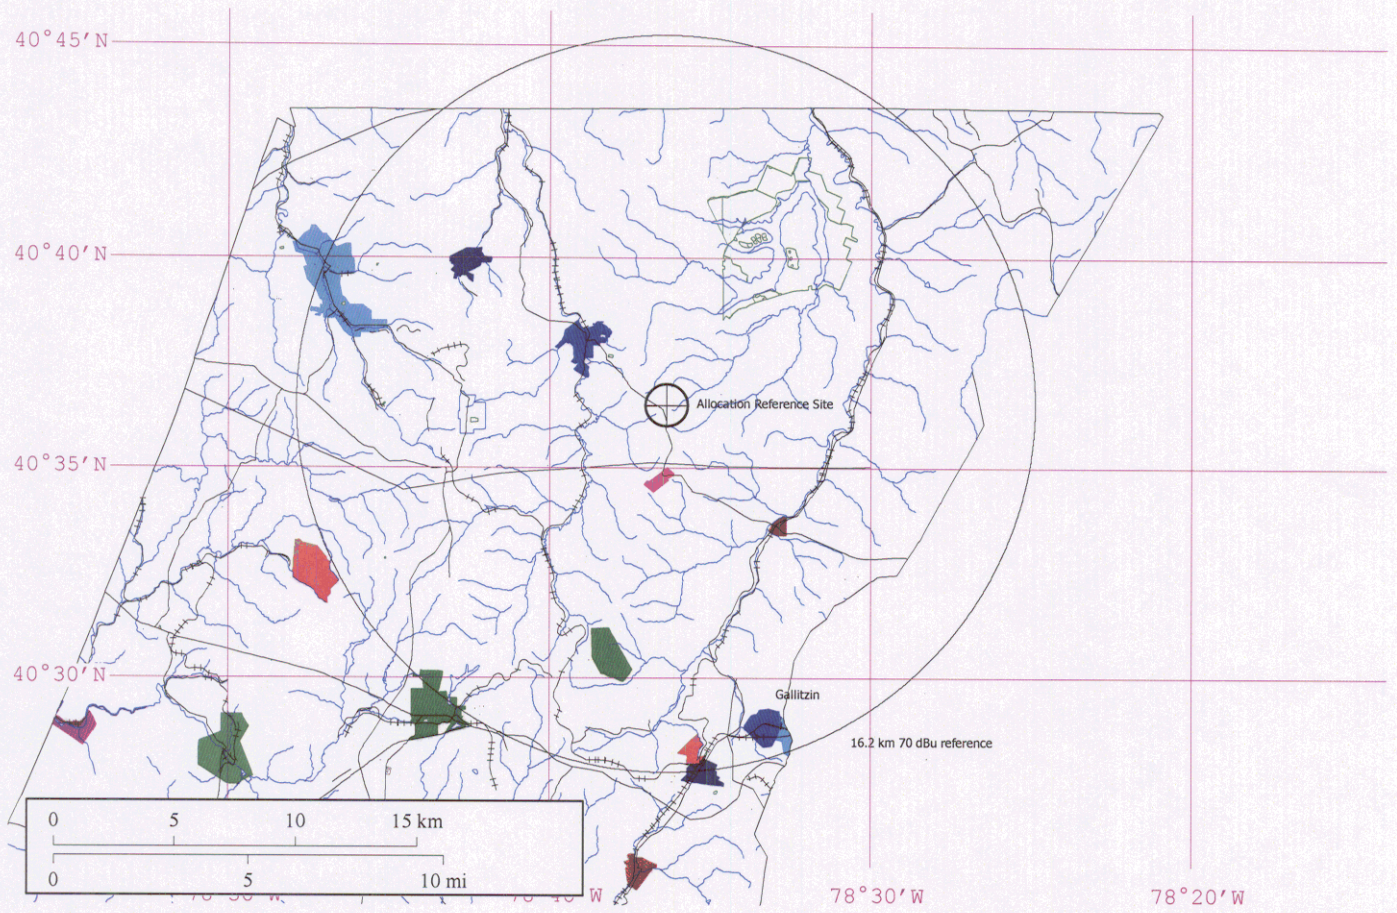 40°45'N
40°40'N
Allocation Reference Site
40°35'N
40°30'N
Gallitzin
16.2 km 70 dBu reference
0 5 10 15 km
0 5 10 mi
W
78°30'W
78°20'W